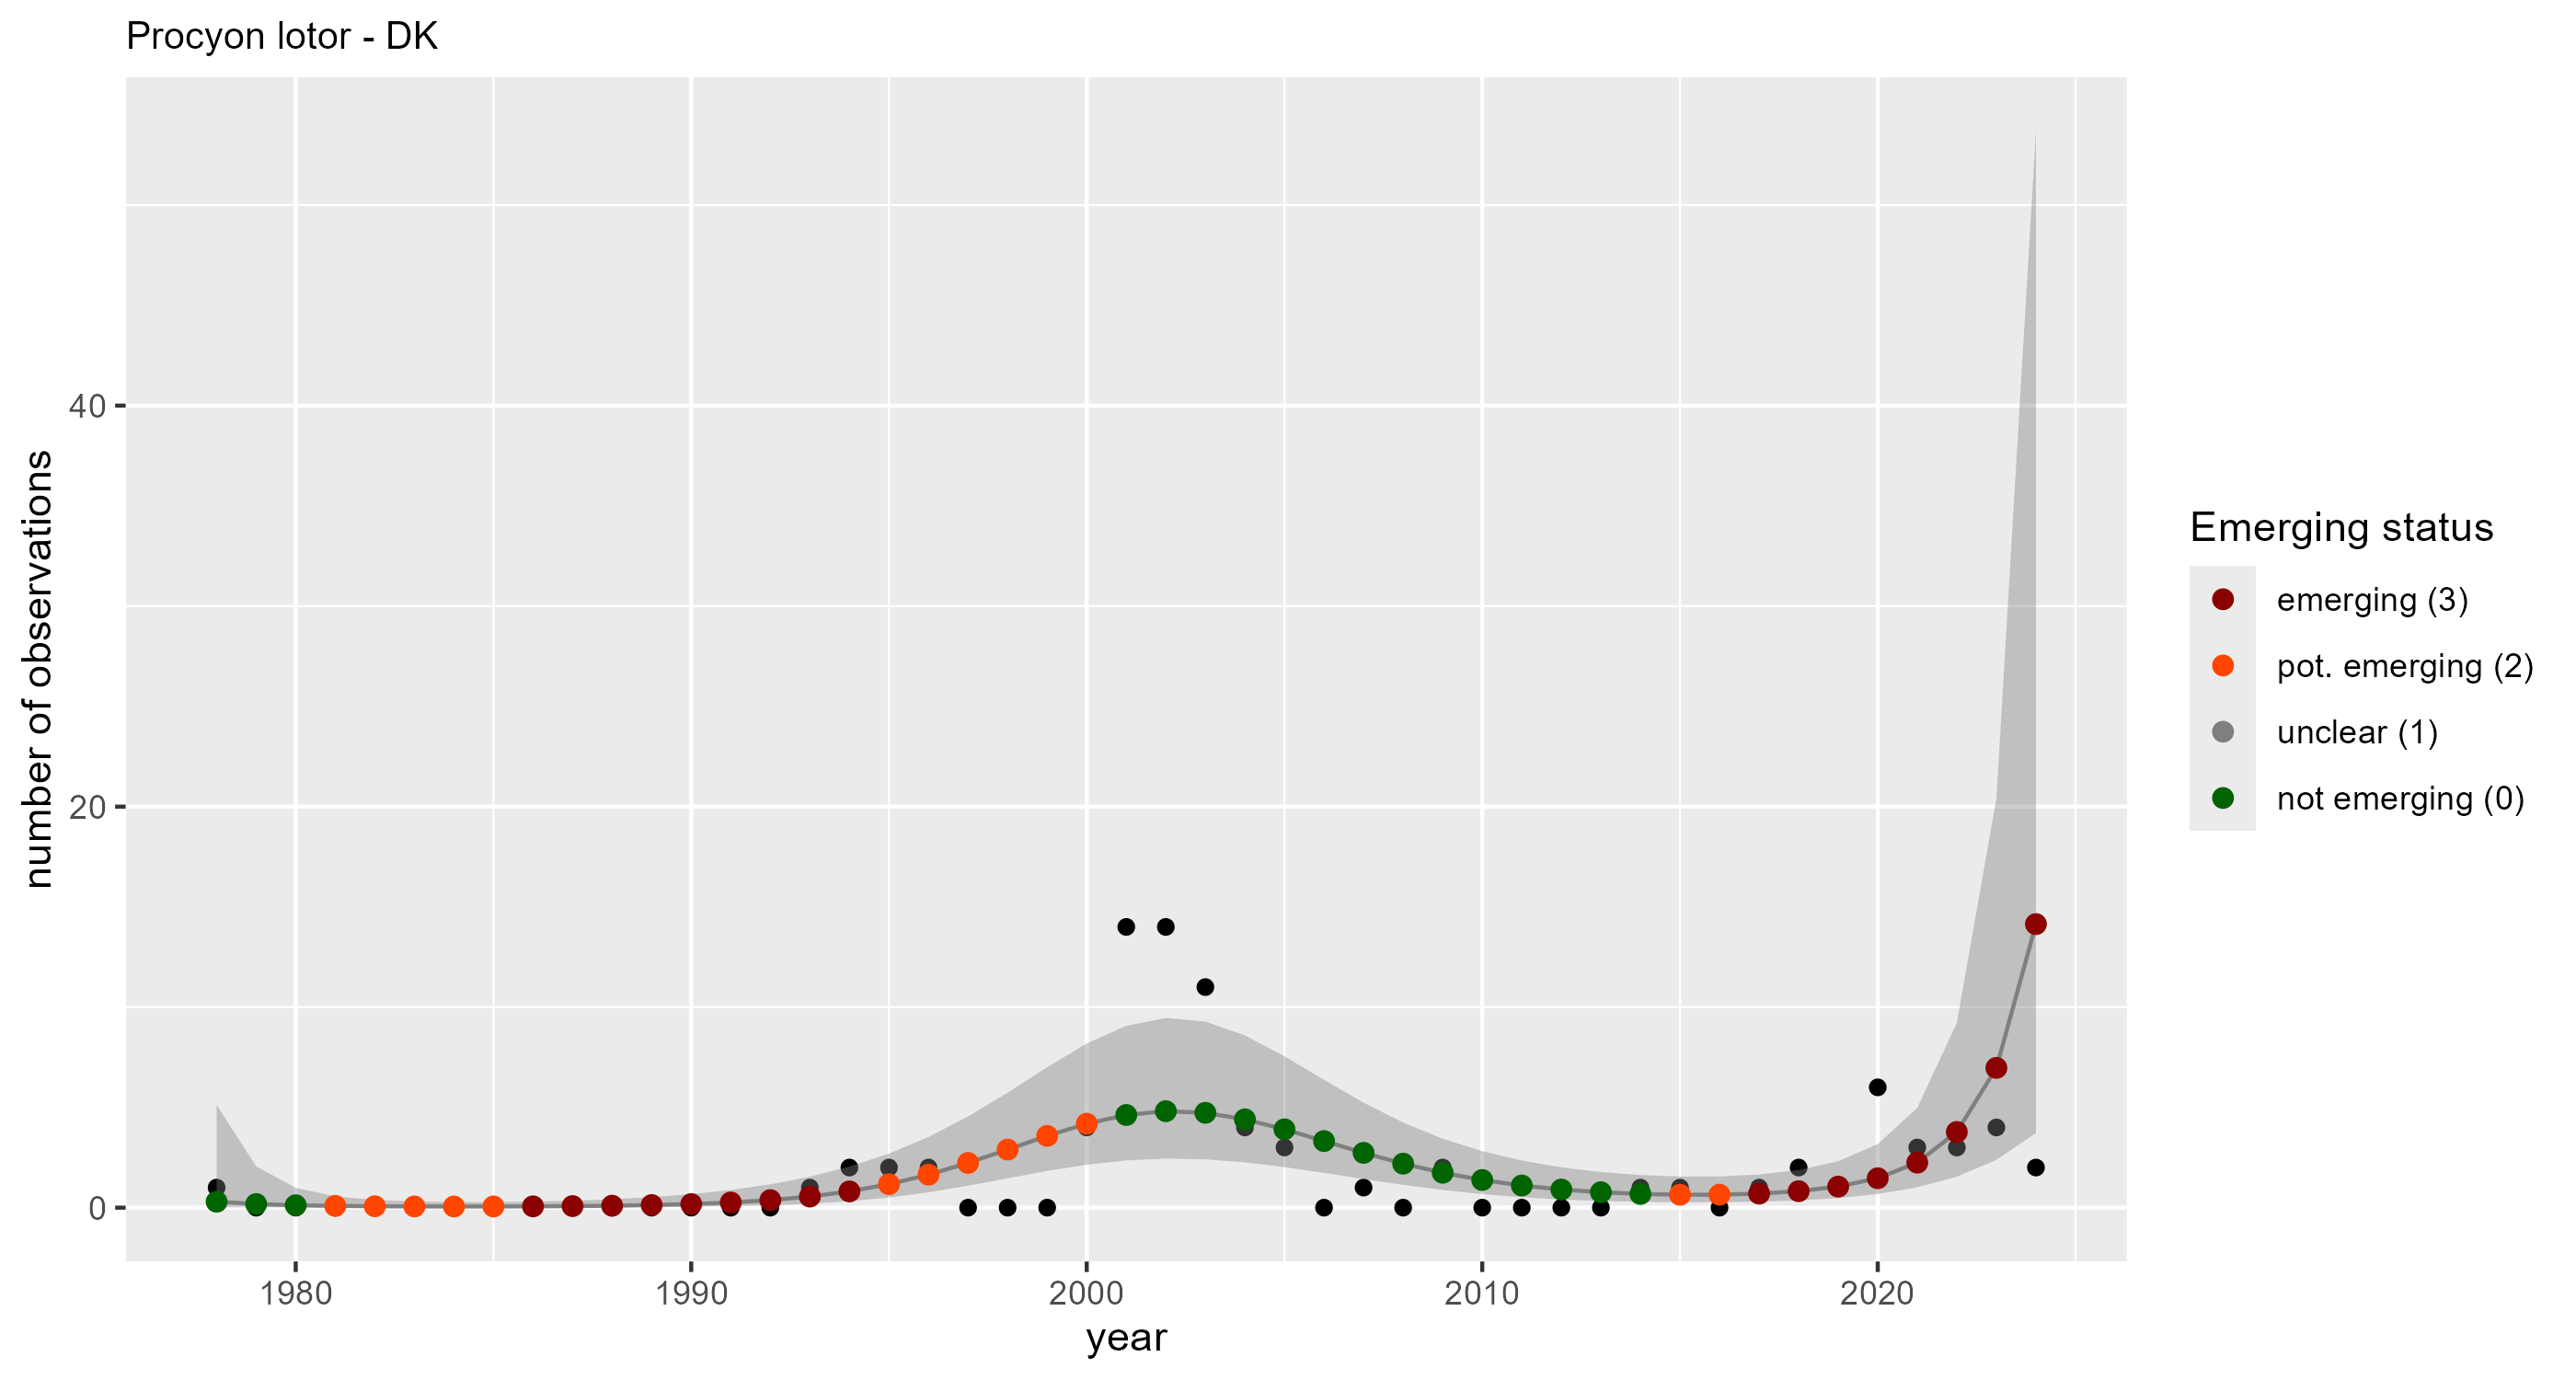 Procyon lotor - DK
number of observations
40
20
0
1980
1990
2000
2010
2020
year
Emerging status
emerging (3)
pot. emerging (2)
unclear (1)
not emerging (0)